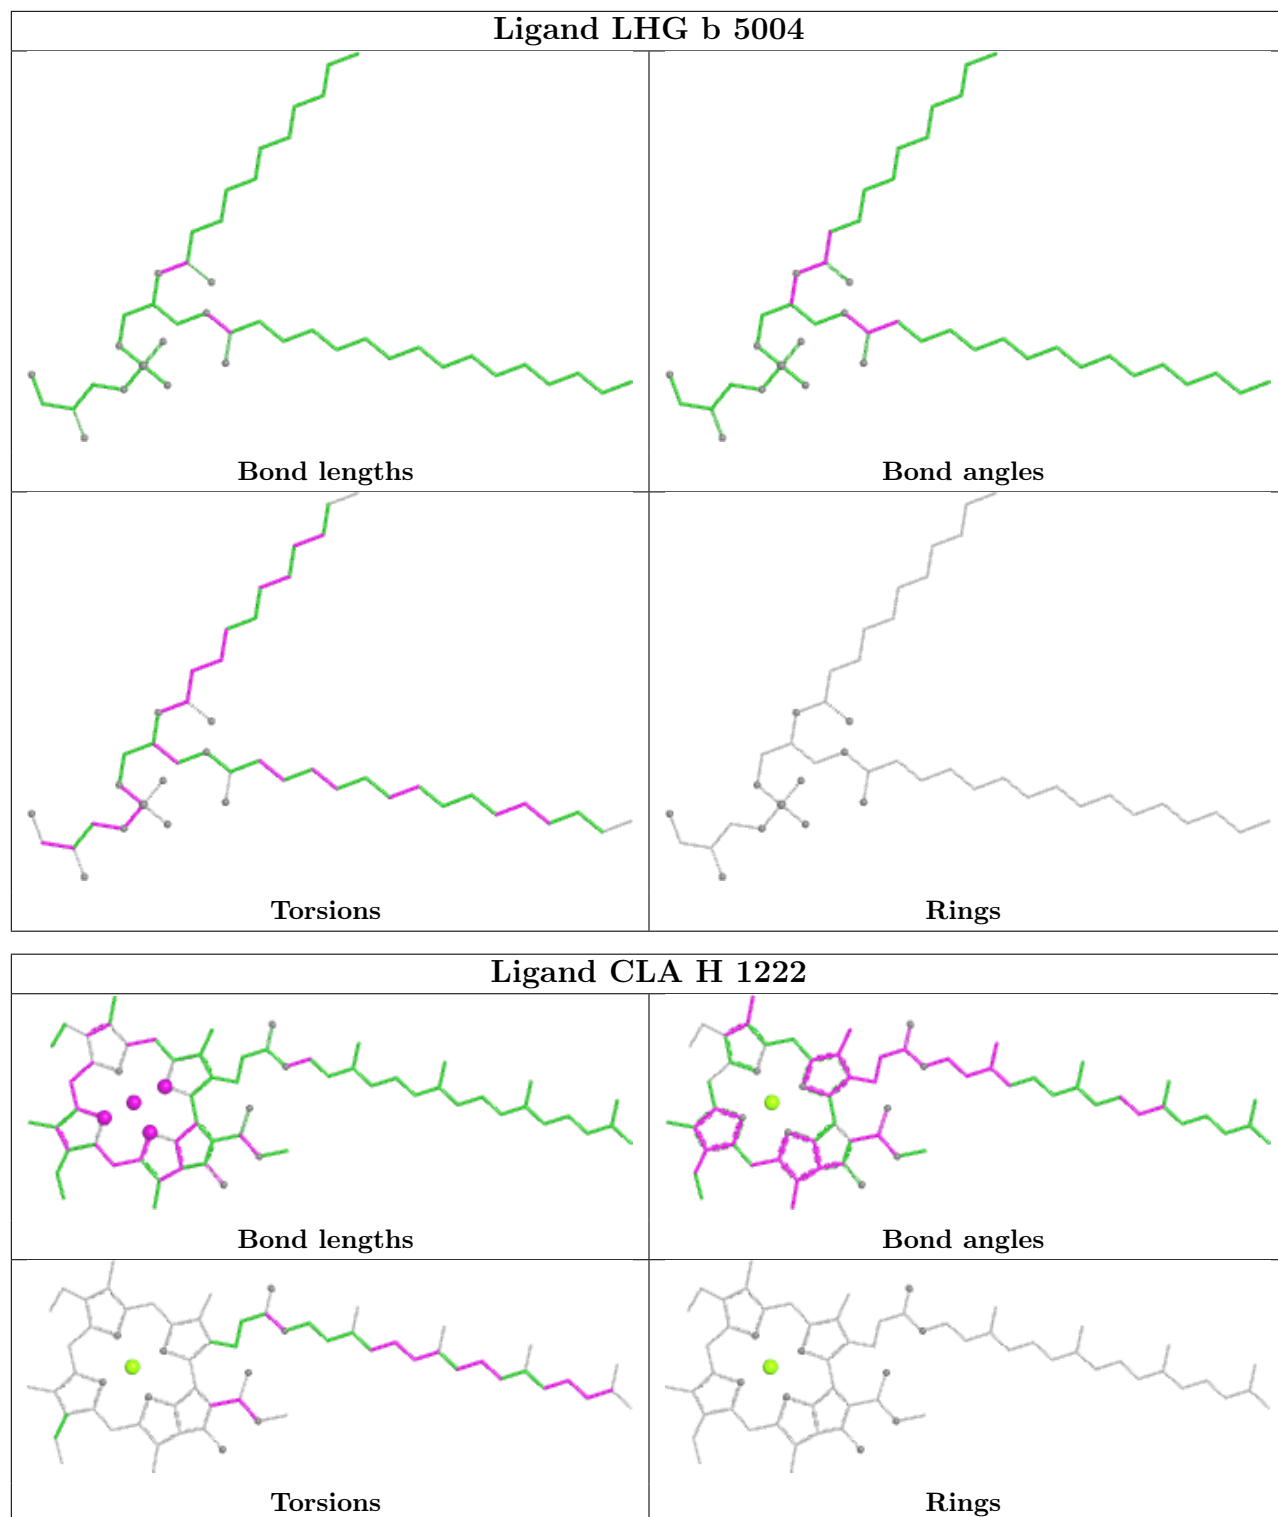 Ligand LHG b 5004
Bond lengths
Bond angles
Torsions
Rings
Ligand CLA H 1222
Bond lengths
Bond angles
Torsions
Rings